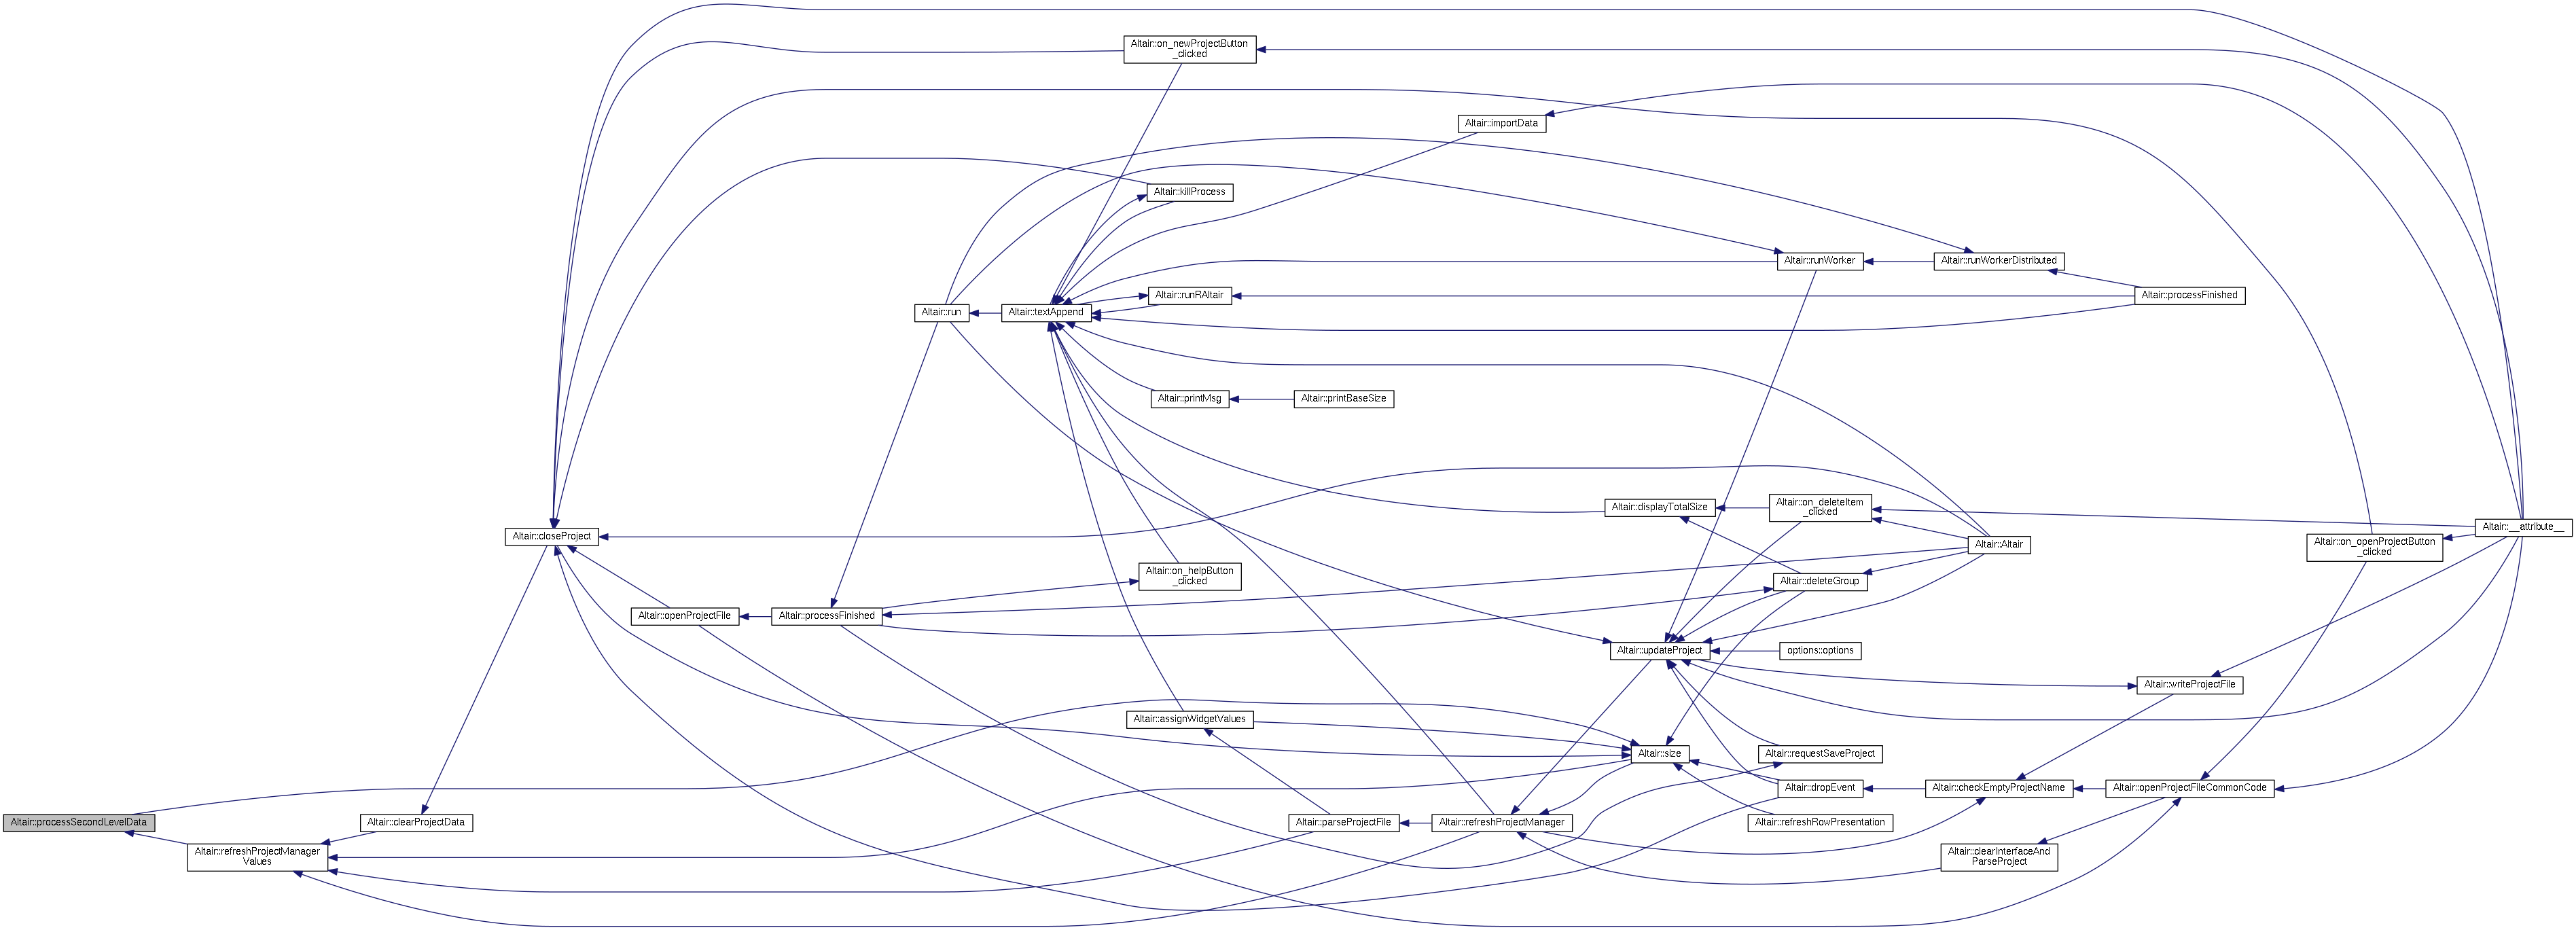 Altair::on_newProjectButton
_clicked
Altair::importData
Altair::killProcess
Altair::runWorker
Altair::runWorkerDistributed
Altair::runRAltair
Altair::processFinished
Altair::run
Altair::textAppend
Altair::printMsg
Altair::printBaseSize
Altair::displayTotalSize
Altair::on_deleteItem
_clicked
Altair::__attribute__
Altair::closeProject
Altair::Altair
Altair::on_openProjectButton
_clicked
Altair::on_helpButton
_clicked
Altair::deleteGroup
Altair::openProjectFile
Altair::processFinished
Altair::updateProject
options::options
Altair::writeProjectFile
Altair::assignWidgetValues
Altair::size
Altair::requestSaveProject
Altair::dropEvent
Altair::checkEmptyProjectName
Altair::openProjectFileCommonCode
Altair::processSecondLevelData
Altair::clearProjectData
Altair::parseProjectFile
Altair::refreshProjectManager
Altair::refreshRowPresentation
Altair::refreshProjectManager
Values
Altair::clearInterfaceAnd
ParseProject